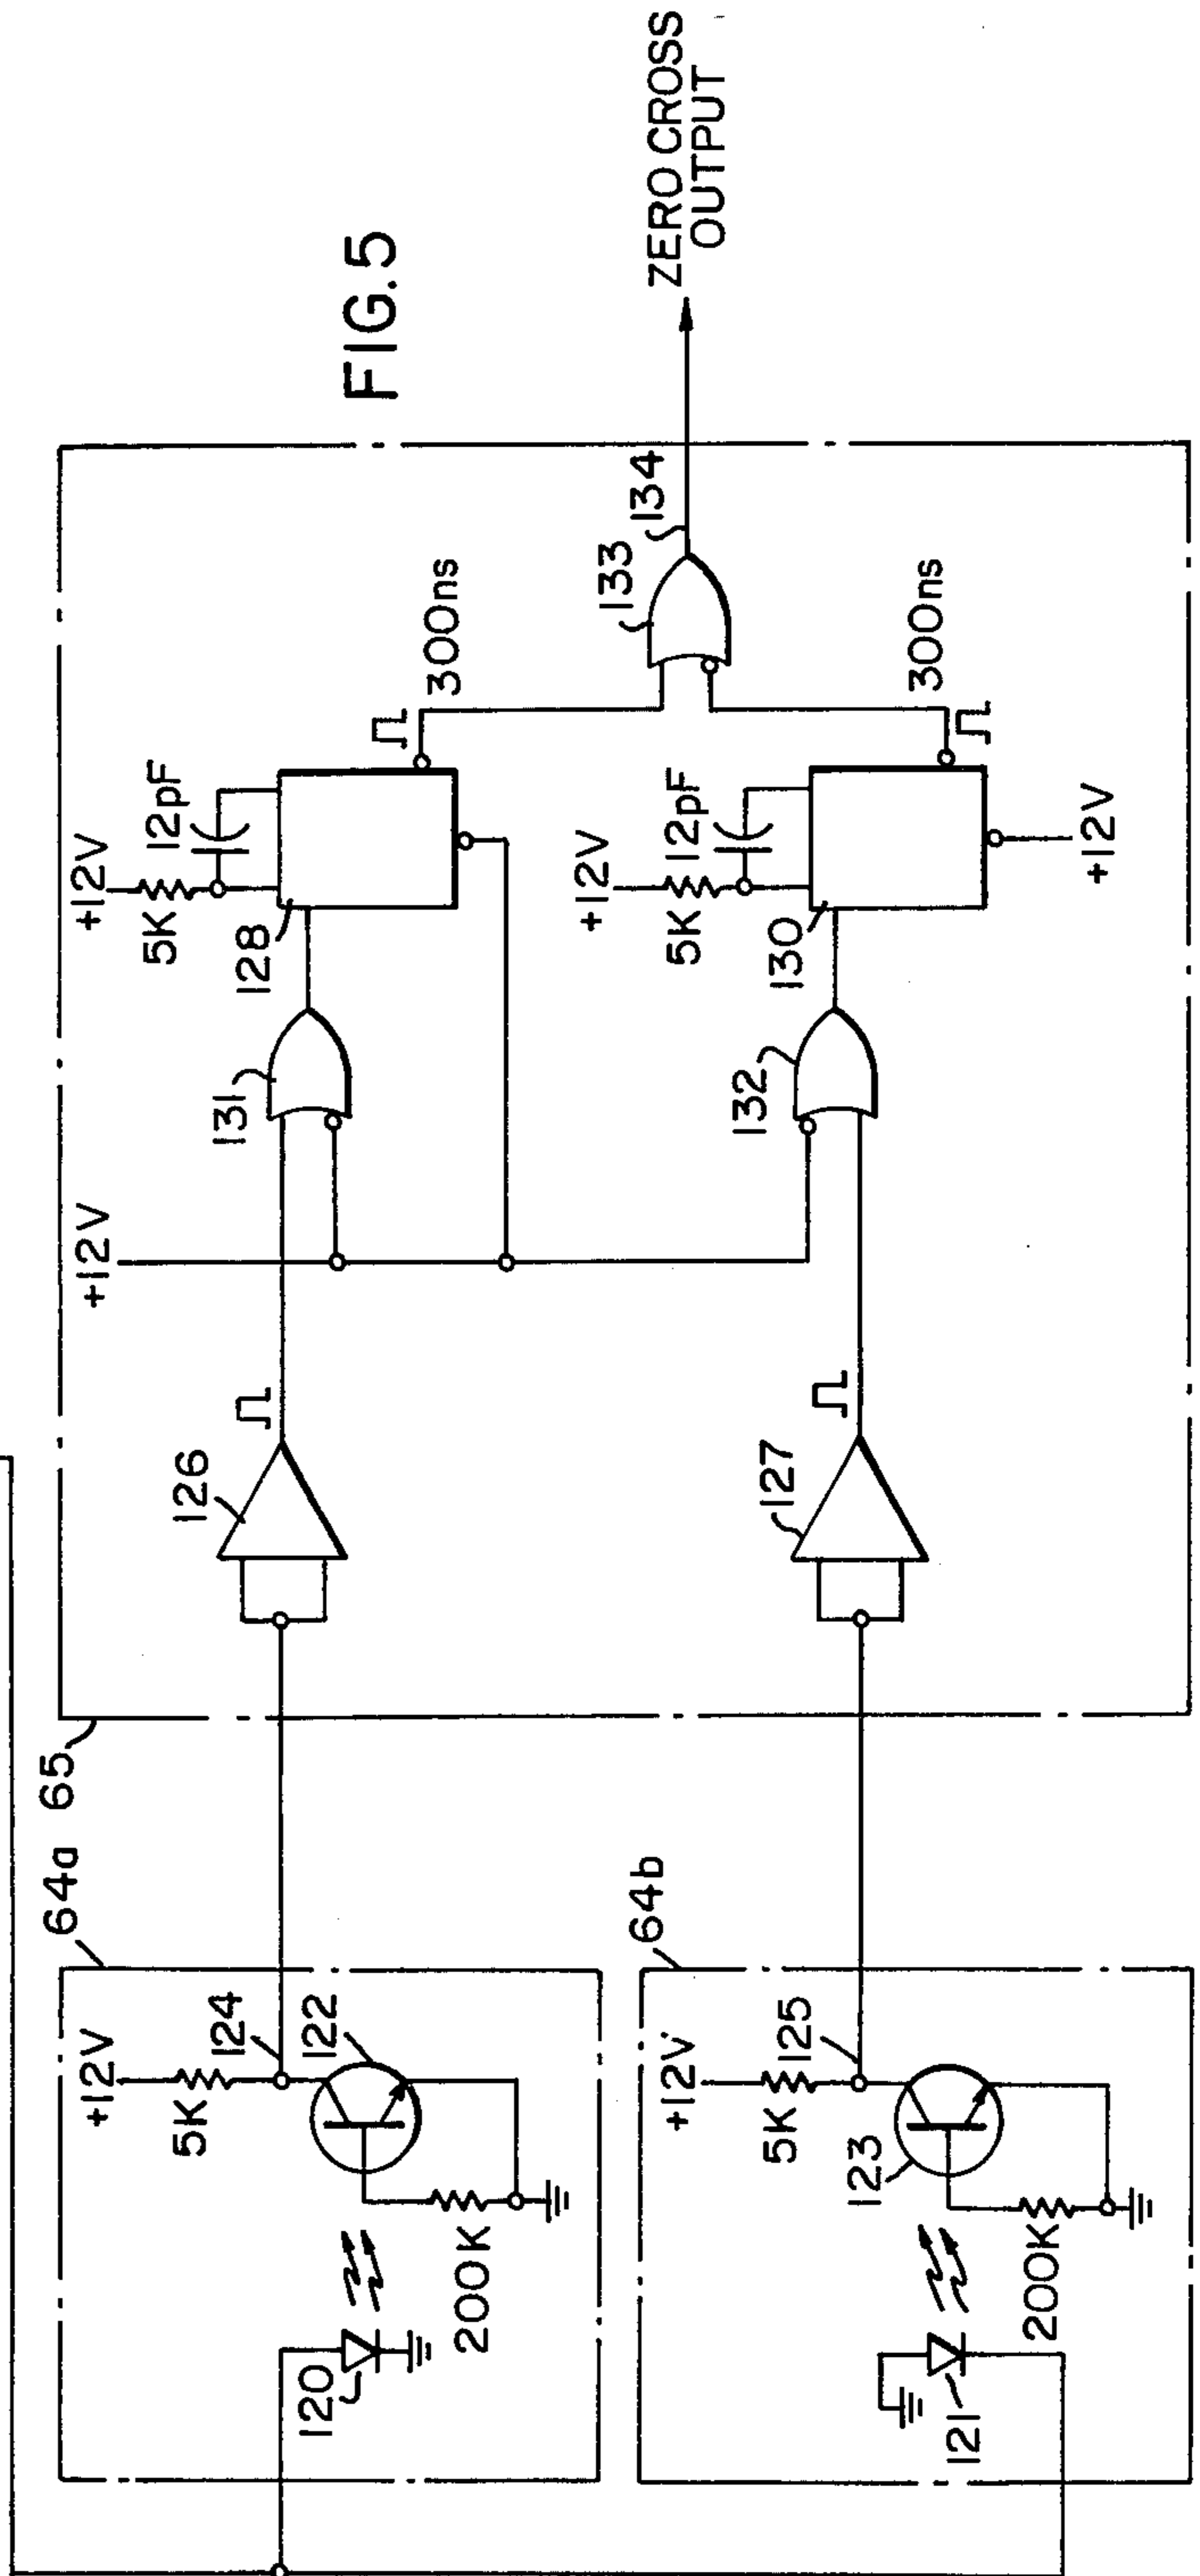 FIG.5
64a
65
+12V
5K
124
122
120
200K
64b
+12V
5K
125
123
121
200K
126
127
+12V
131
132
+12V
5K
12pF
128
300ns
+12V
5K
12pF
130
300ns
+12V
133
134
ZERO CROSS
OUTPUT